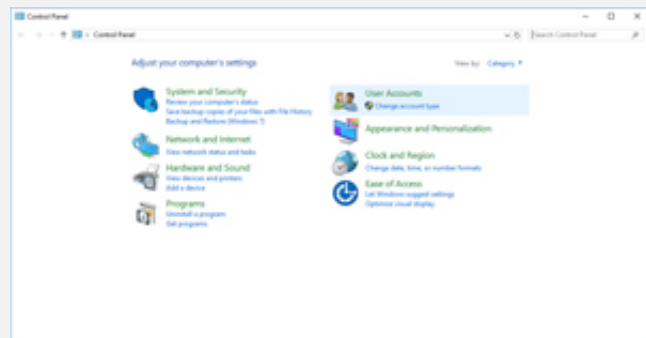 Control Panel
Control Panel
Search Control Panel
Adjust your computer's settings
View by: Category
System and Security
Review your computer's status
Save backup copies of your files with File History
Backup and Restore (Windows 7)
Network and Internet
View network status and tasks
Hardware and Sound
View devices and printers
Add a device
Programs
Uninstall a program
Get programs
User Accounts
Change account type
Appearance and Personalization
Clock and Region
Change date, time, or number formats
Ease of Access
Let Windows suggest settings
Optimize visual display